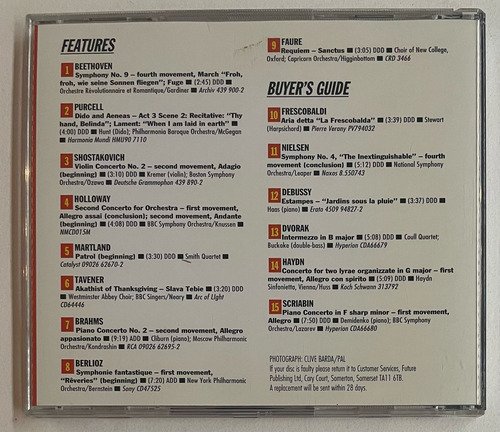 FEATURES
1 BEETHOVEN
Symphony No. 9 – fourth movement, March "Froh,
froh, wie seine Sonnen fliegen"; Fuge ■ (2:45) DDD ■
Orchestre Révolutionnaire et Romantique/Gardiner ■ Archiv 439 900-2
2 PURCELL
Dido and Aeneas – Act 3 Scene 2: Recitative: "Thy
hand, Belinda"; Lament: "When I am laid in earth" ■
(4:08) DDD ■ Hunt (Dido); Philharmonia Baroque Orchestra/McGegan
■ Harmonia Mundi HMU90 7110
3 SHOSTAKOVICH
Violin Concerto No. 2 – second movement, Adagio
(beginning) ■ (3:10) DDD ■ Kremer (violin); Boston Symphony
Orchestra/Ozawa ■ Deutsche Grammophon 439 890-2
4 HOLLOWAY
Second Concerto for Orchestra – first movement,
Allegro assai (conclusion); second movement, Andante
(beginning) ■ (4:08) DDD ■ BBC Symphony Orchestra/Knussen ■
NMCD015M
5 MARTLAND
Patrol (beginning) ■ (3:30) DDD ■ Smith Quartet ■
Catalyst 09026 62670-2
6 TAVENER
Akathist of Thanksgiving – Slava Tebie ■ (3:20) DDD
■ Westminster Abbey Choir; BBC Singers/Neary ■ Arc of Light
CD64446
7 BRAHMS
Piano Concerto No. 2 – second movement, Allegro
appasionato ■ (9:19) ADD ■ Cliburn (piano); Moscow Philharmonic
Orchestra/Kondrashin ■ RCA 09026 62695-2
8 BERLIOZ
Symphonie fantastique – first movement,
"Rêveries" (beginning) ■ (7:20) ADD ■ New York Philharmonic
Orchestra/Bernstein ■ Sony CD47525
9 FAURE
Requiem – Sanctus ■ (3:05) DDD ■ Choir of New College,
Oxford; Capricorn Orchestra/Higginbottom ■ CRD 3466
BUYER'S GUIDE
10 FRESCOBALDI
Aria detta "La Frescobalda" ■ (3:39) DDD ■ Stewart
(Harpsichord) ■ Pierre Verany PV794032
11 NIELSEN
Symphony No. 4, "The Inextinguishable" – fourth
movement (conclusion) ■ (5:12) DDD ■ National Symphony
Orchestra/Leaper ■ Naxos 8.550743
12 DEBUSSY
Estampes – "Jardins sous la pluie" ■ (3:37) DDD ■
Haas (piano) ■ Erato 4509 94827-2
13 DVORAK
Intermezzo in B major ■ (5:08) DDD ■ Coull Quartet;
Buckoke (double-bass) ■ Hyperion CDA66679
14 HAYDN
Concerto for two lyrae organizzate in G major – first
movement, Allegro con spirito ■ (5:09) DDD ■ Haydn
Sinfonietta, Vienna/Huss ■ Koch Schwann 313792
15 SCRIABIN
Piano Concerto in F sharp minor – first movement,
Allegro ■ (7:50) DDD ■ Demidenko (piano); BBC Symphony
Orchestra/Lazarev ■ Hyperion CDA66680
PHOTOGRAPH: CLIVE BARDA/PAL
If your disc is faulty please return it to Customer Services, Future
Publishing Ltd, Cary Court, Somerton, Somerset TA11 6TB.
A replacement will be sent within 28 days.